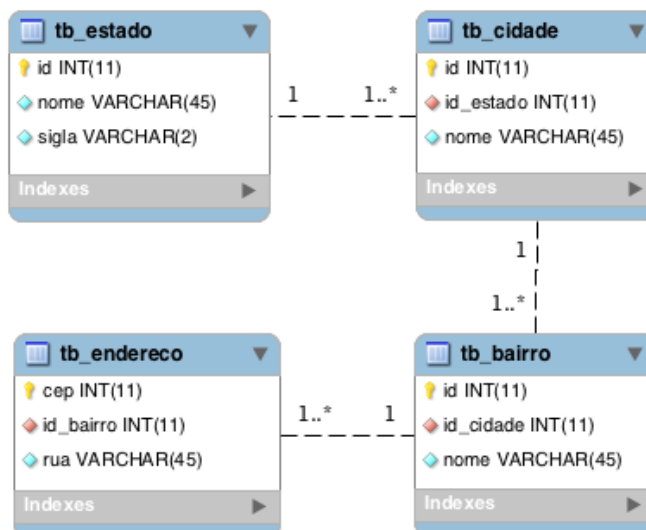 tb_estado
id INT(11)
nome VARCHAR(45)
sigla VARCHAR(2)
Indexes
1 1..*
tb_cidade
id INT(11)
id_estado INT(11)
nome VARCHAR(45)
Indexes
1
1..*
tb_endereco
cep INT(11)
id_bairro INT(11)
rua VARCHAR(45)
Indexes
1..* 1
tb_bairro
id INT(11)
id_cidade INT(11)
nome VARCHAR(45)
Indexes